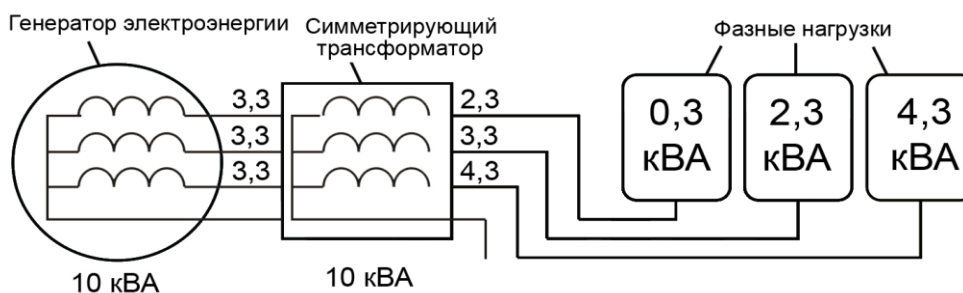 Генератор электроэнергии
Симметрирующий
трансформатор
Фазные нагрузки
3,3
3,3
3,3
2,3
3,3
4,3
0,3
кВА
2,3
кВА
4,3
кВА
10 кВА
10 кВА